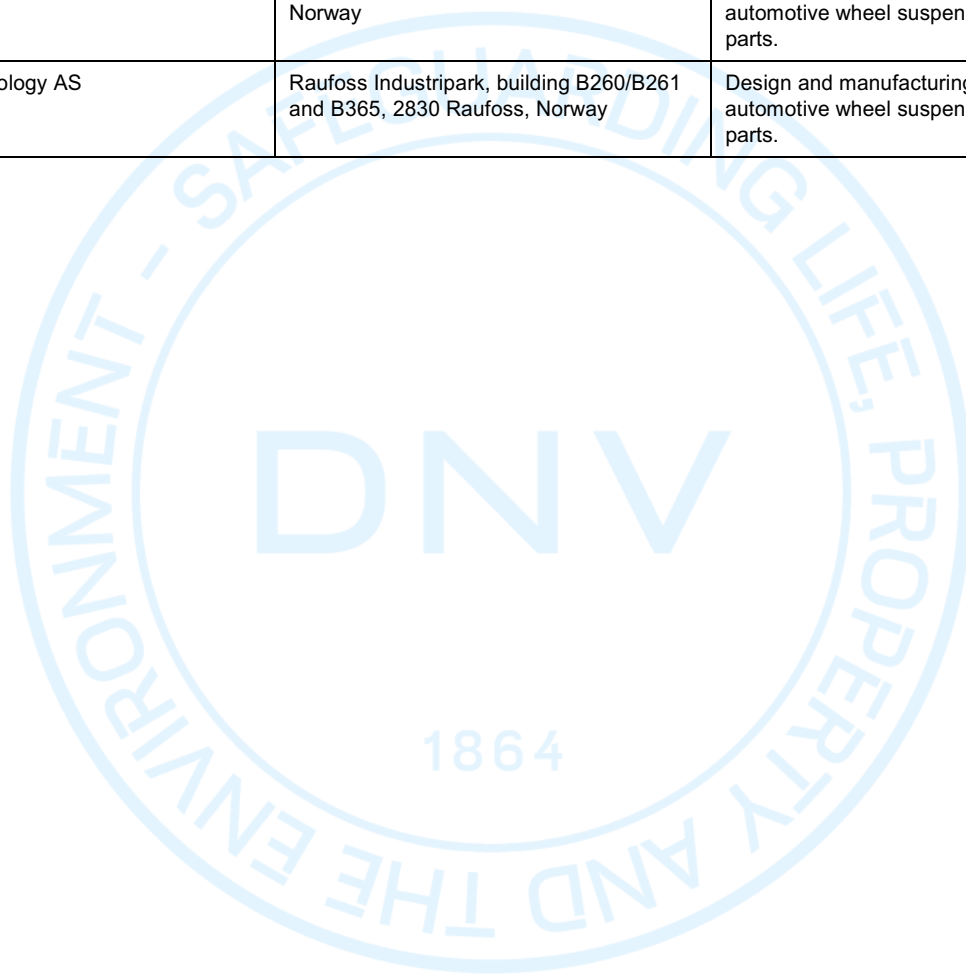 Norway
automotive wheel suspen
parts.
ology AS
Raufoss Industripark, building B260/B261
and B365, 2830 Raufoss, Norway
Design and manufacturing
automotive wheel suspen
parts.
SAFEGUARDING LIFE, PROPERTY AND THE ENVIRONMENT -
DNV
1864